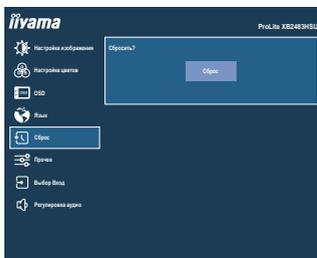 iiyama
ProLite XB2483HSU
Настройка изображения
Сбросить?
Настройка цветов
Сброс
OSD
Язык
Сброс
Прочее
Выбор Вход
Регулировка аудио